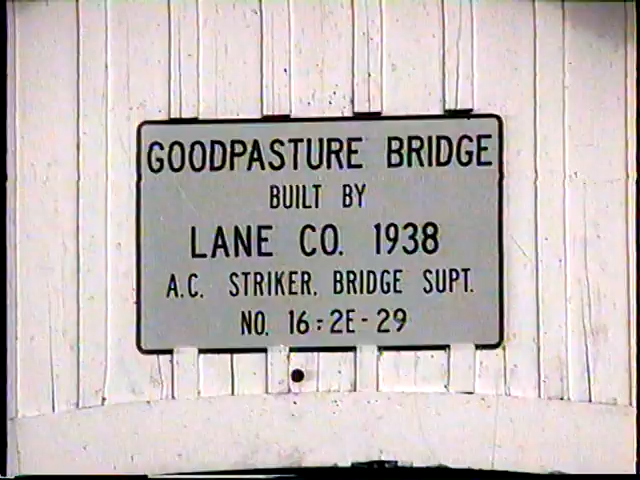 GOODPASTURE BRIDGE
BUILT BY
LANE CO. 1938
A.C. STRIKER, BRIDGE SUPT.
NO. 16:2E-29